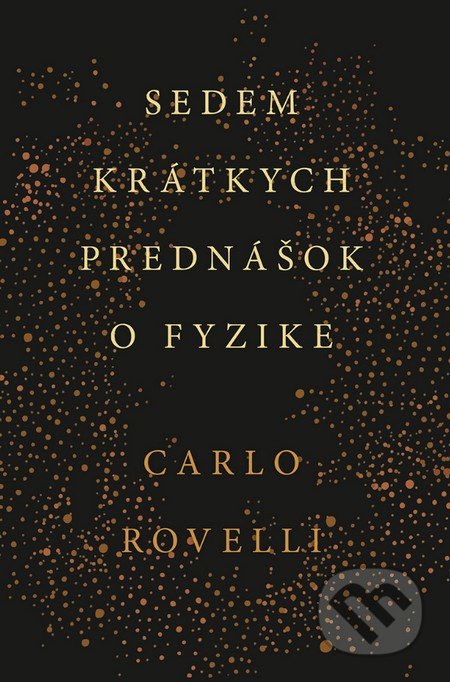 SEDEM
KRÁTKYCH
PREDNÁŠOK
O FYZIKE
CARLO
ROVELLI